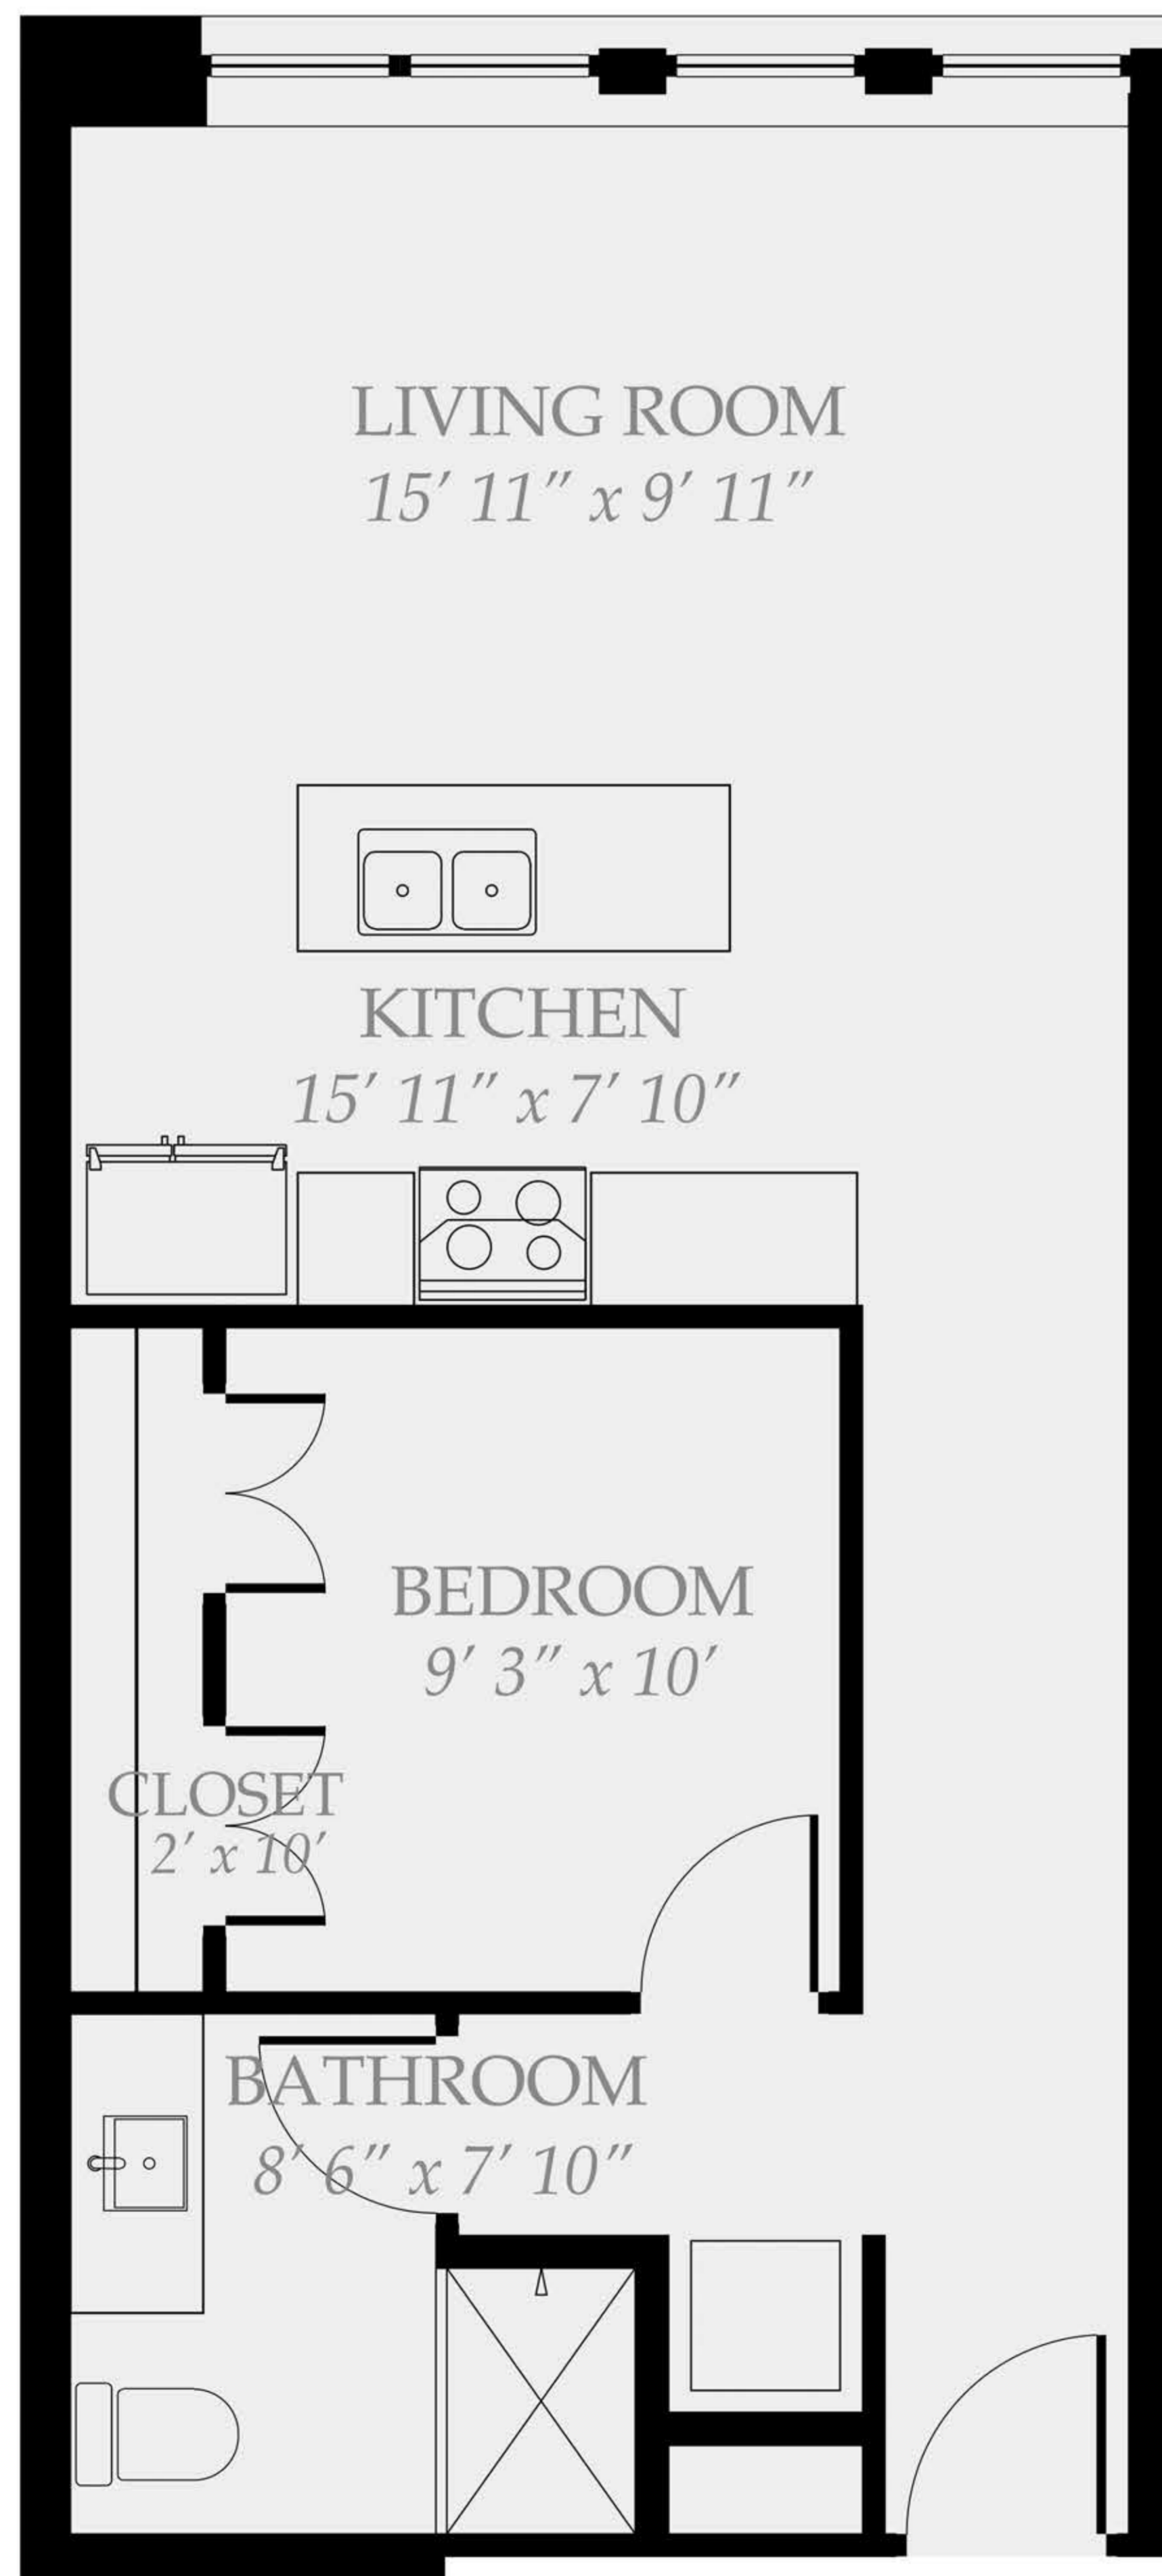 LIVING ROOM
15′ 11″ x 9′ 11″
KITCHEN
15′ 11″ x 7′ 10″
BEDROOM
9′ 3″ x 10′
CLOSET
2′ x 10′
BATHROOM
8′ 6″ x 7′ 10″